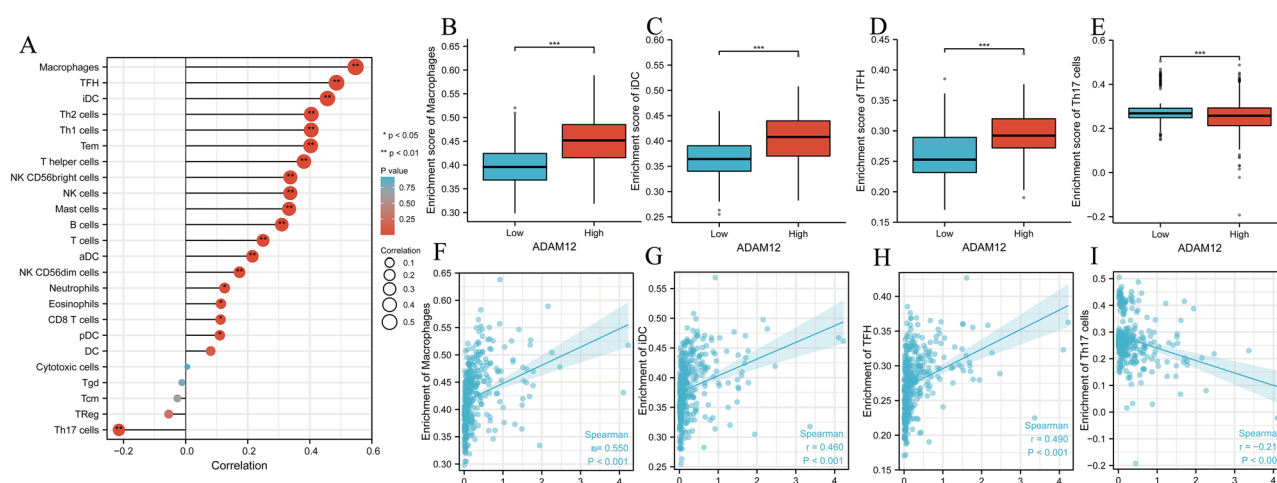 A
Macrophages
TFH
iDC
Th2 cells
Th1 cells
Tem
T helper cells
NK CD56bright cells
NK cells
Mast cells
B cells
T cells
aDC
NK CD56dim cells
Neutrophils
Eosinophils
CD8 T cells
pDC
DC
Cytotoxic cells
Tgd
Tcm
TReg
Th17 cells
**
**
**
**
**
**
**
**
**
**
**
**
**
**
*
*
*
*
**
−0.2 0.0 0.2 0.4 0.6
Correlation
* p < 0.05
** p < 0.01
P value
0.75
0.50
0.25
Correlation
0.1
0.2
0.3
0.4
0.5
B
Enrichment score of Macrophages
0.65
0.60
0.55
0.50
0.45
0.40
0.35
0.30
***
Low High
ADAM12
C
Enrichment score of iDC
0.60
0.55
0.50
0.45
0.40
0.35
0.30
0.25
***
Low High
ADAM12
D
Enrichment score of TFH
0.45
0.40
0.35
0.30
0.25
0.20
0.15
***
Low High
ADAM12
E
Enrichment score of Th17 cells
0.6
0.4
0.2
0.0
−0.2
***
Low High
ADAM12
F
Enrichment of Macrophages
0.65
0.60
0.55
0.50
0.45
0.40
0.35
0.30
Spearman
r = 0.550
P < 0.001
0 1 2 3 4
G
Enrichment of iDC
0.55
0.50
0.45
0.40
0.35
0.30
0.25
Spearman
r = 0.460
P < 0.001
0 1 2 3 4
H
Enrichment of TFH
0.40
0.35
0.30
0.25
0.20
0.15
Spearman
r = 0.490
P < 0.001
0 1 2 3 4
I
Enrichment of Th17 cells
0.5
0.4
0.3
0.2
0.1
0.0
−0.1
−0.2
Spearma
r = −0.21
P < 0.00
0 1 2 3 4